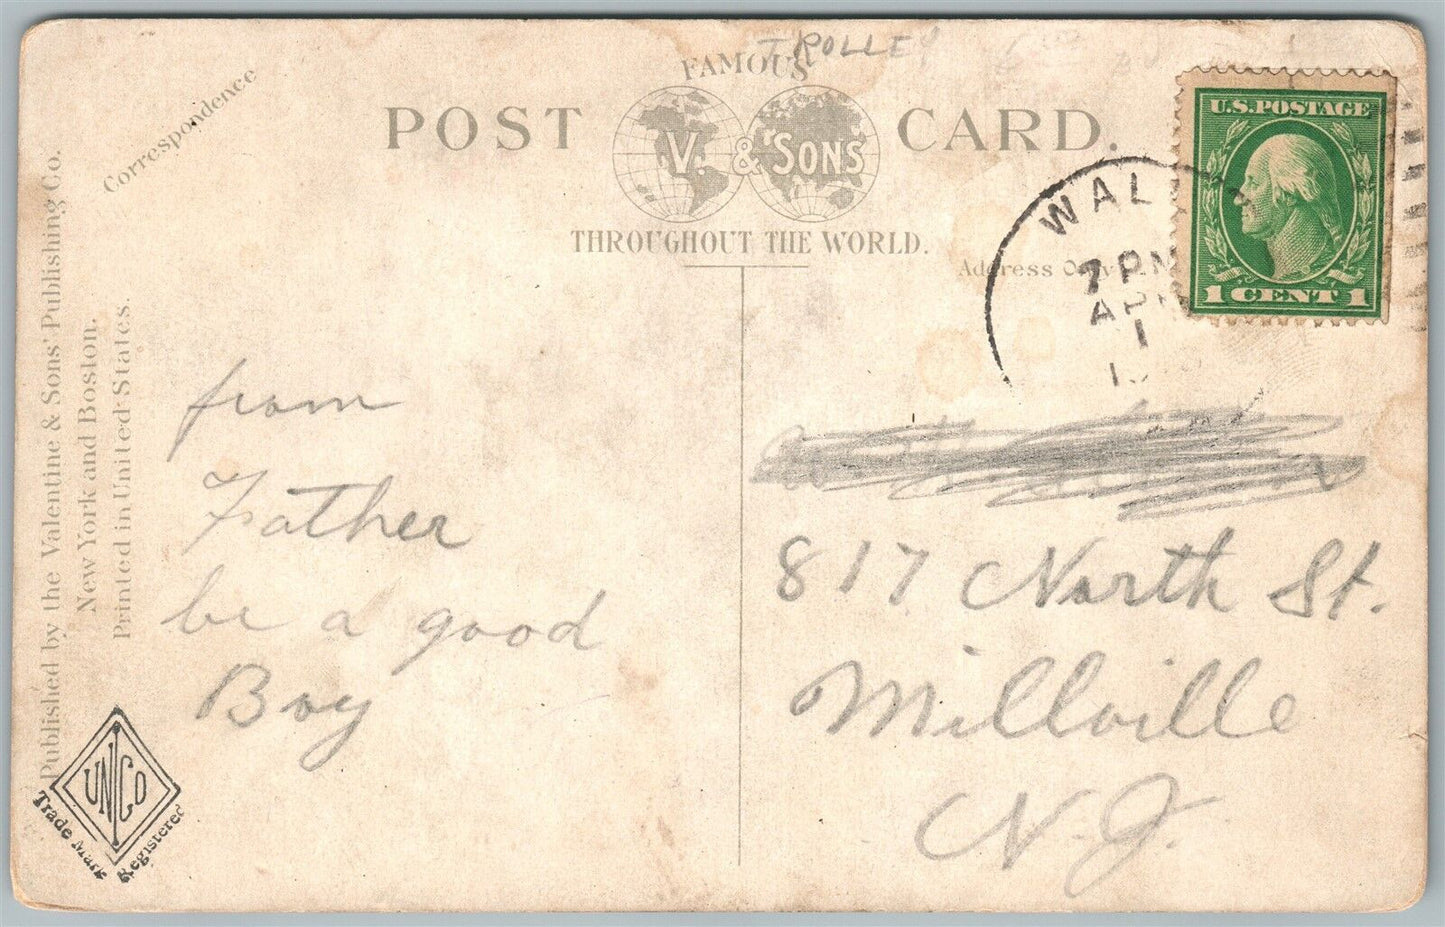 TROLLEY
FAMOUS
POST CARD.
V. & SONS
THROUGHOUT THE WORLD.
Correspondence
Address Only
U.S. POSTAGE
1 CENT 1
WAL
7 PM
AP
1
Published by the Valentine & Sons' Publishing Co.
New York and Boston.
Printed in United States.
from
Father
be a good
Boy
817 North St.
Millville
N. J.
UNCO
Trade Mark Registered